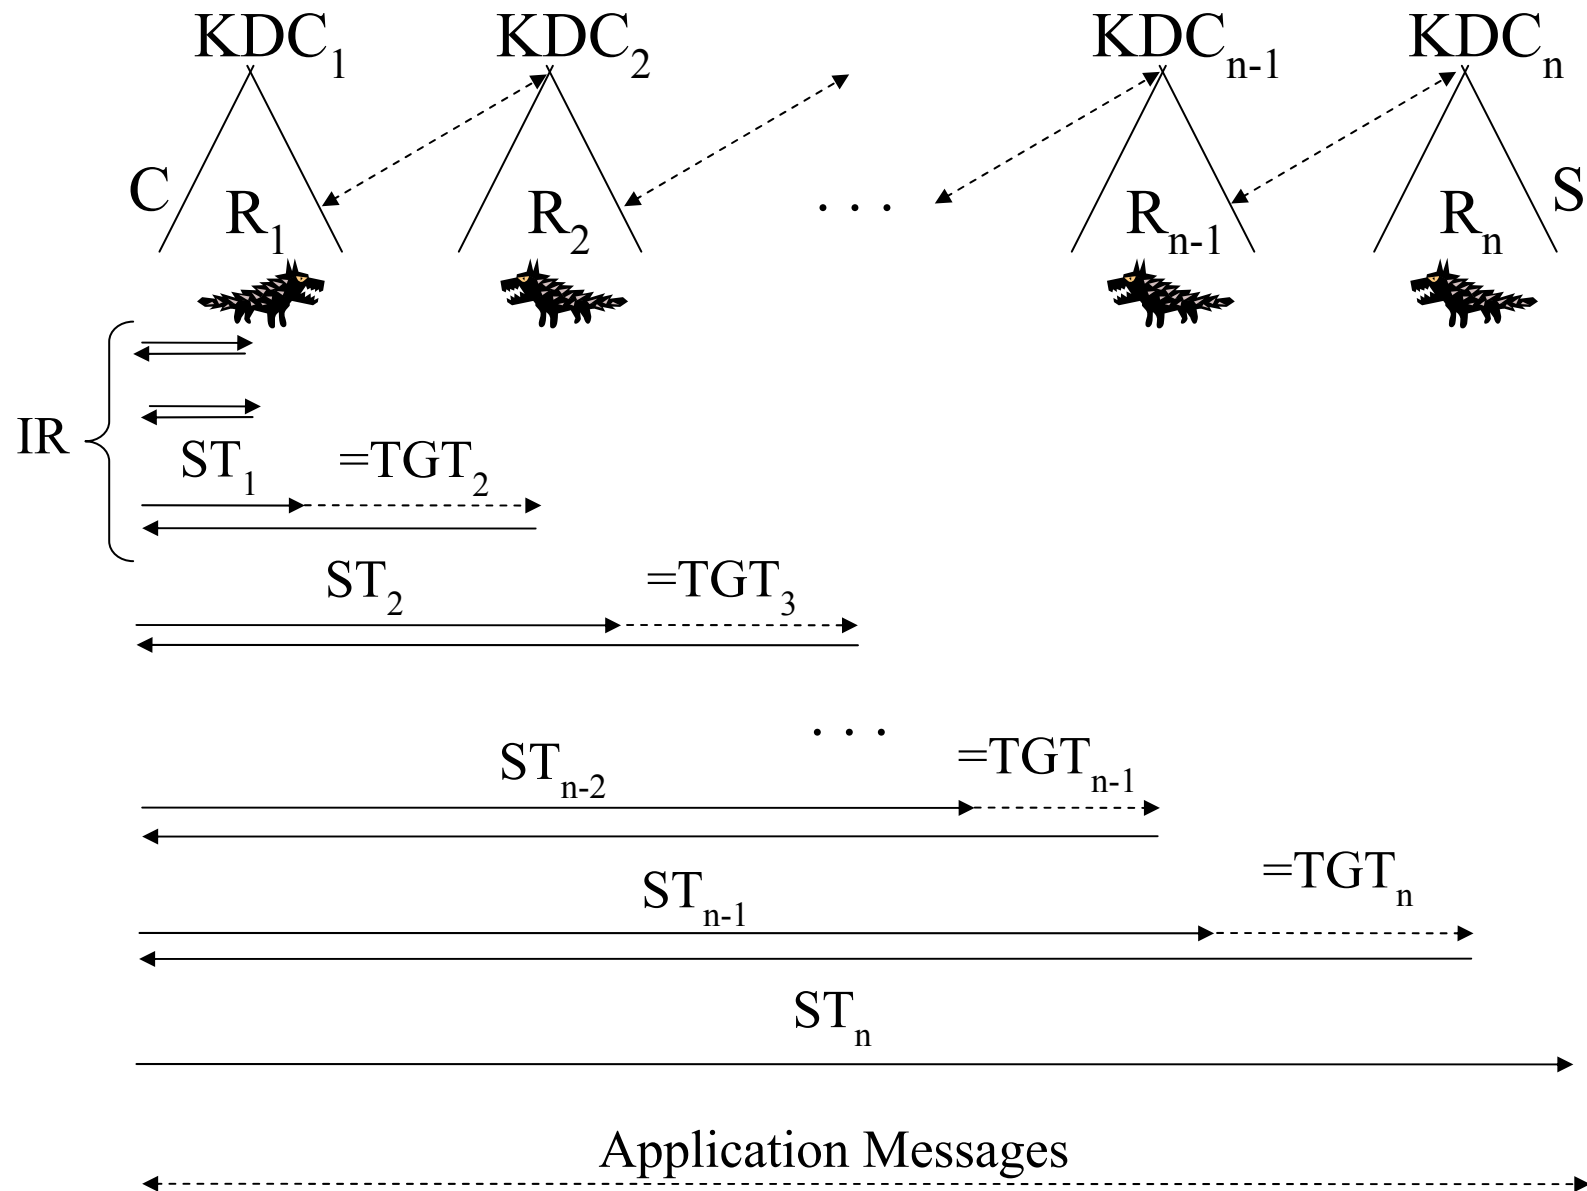 KDC₁ KDC₂ KDCₙ₋₁ KDCₙ
C R₁ R₂ . . . Rₙ₋₁ Rₙ S
IR
ST₁ =TGT₂
ST₂ =TGT₃
. . .
STₙ₋₂ =TGTₙ₋₁
STₙ₋₁ =TGTₙ
STₙ
Application Messages